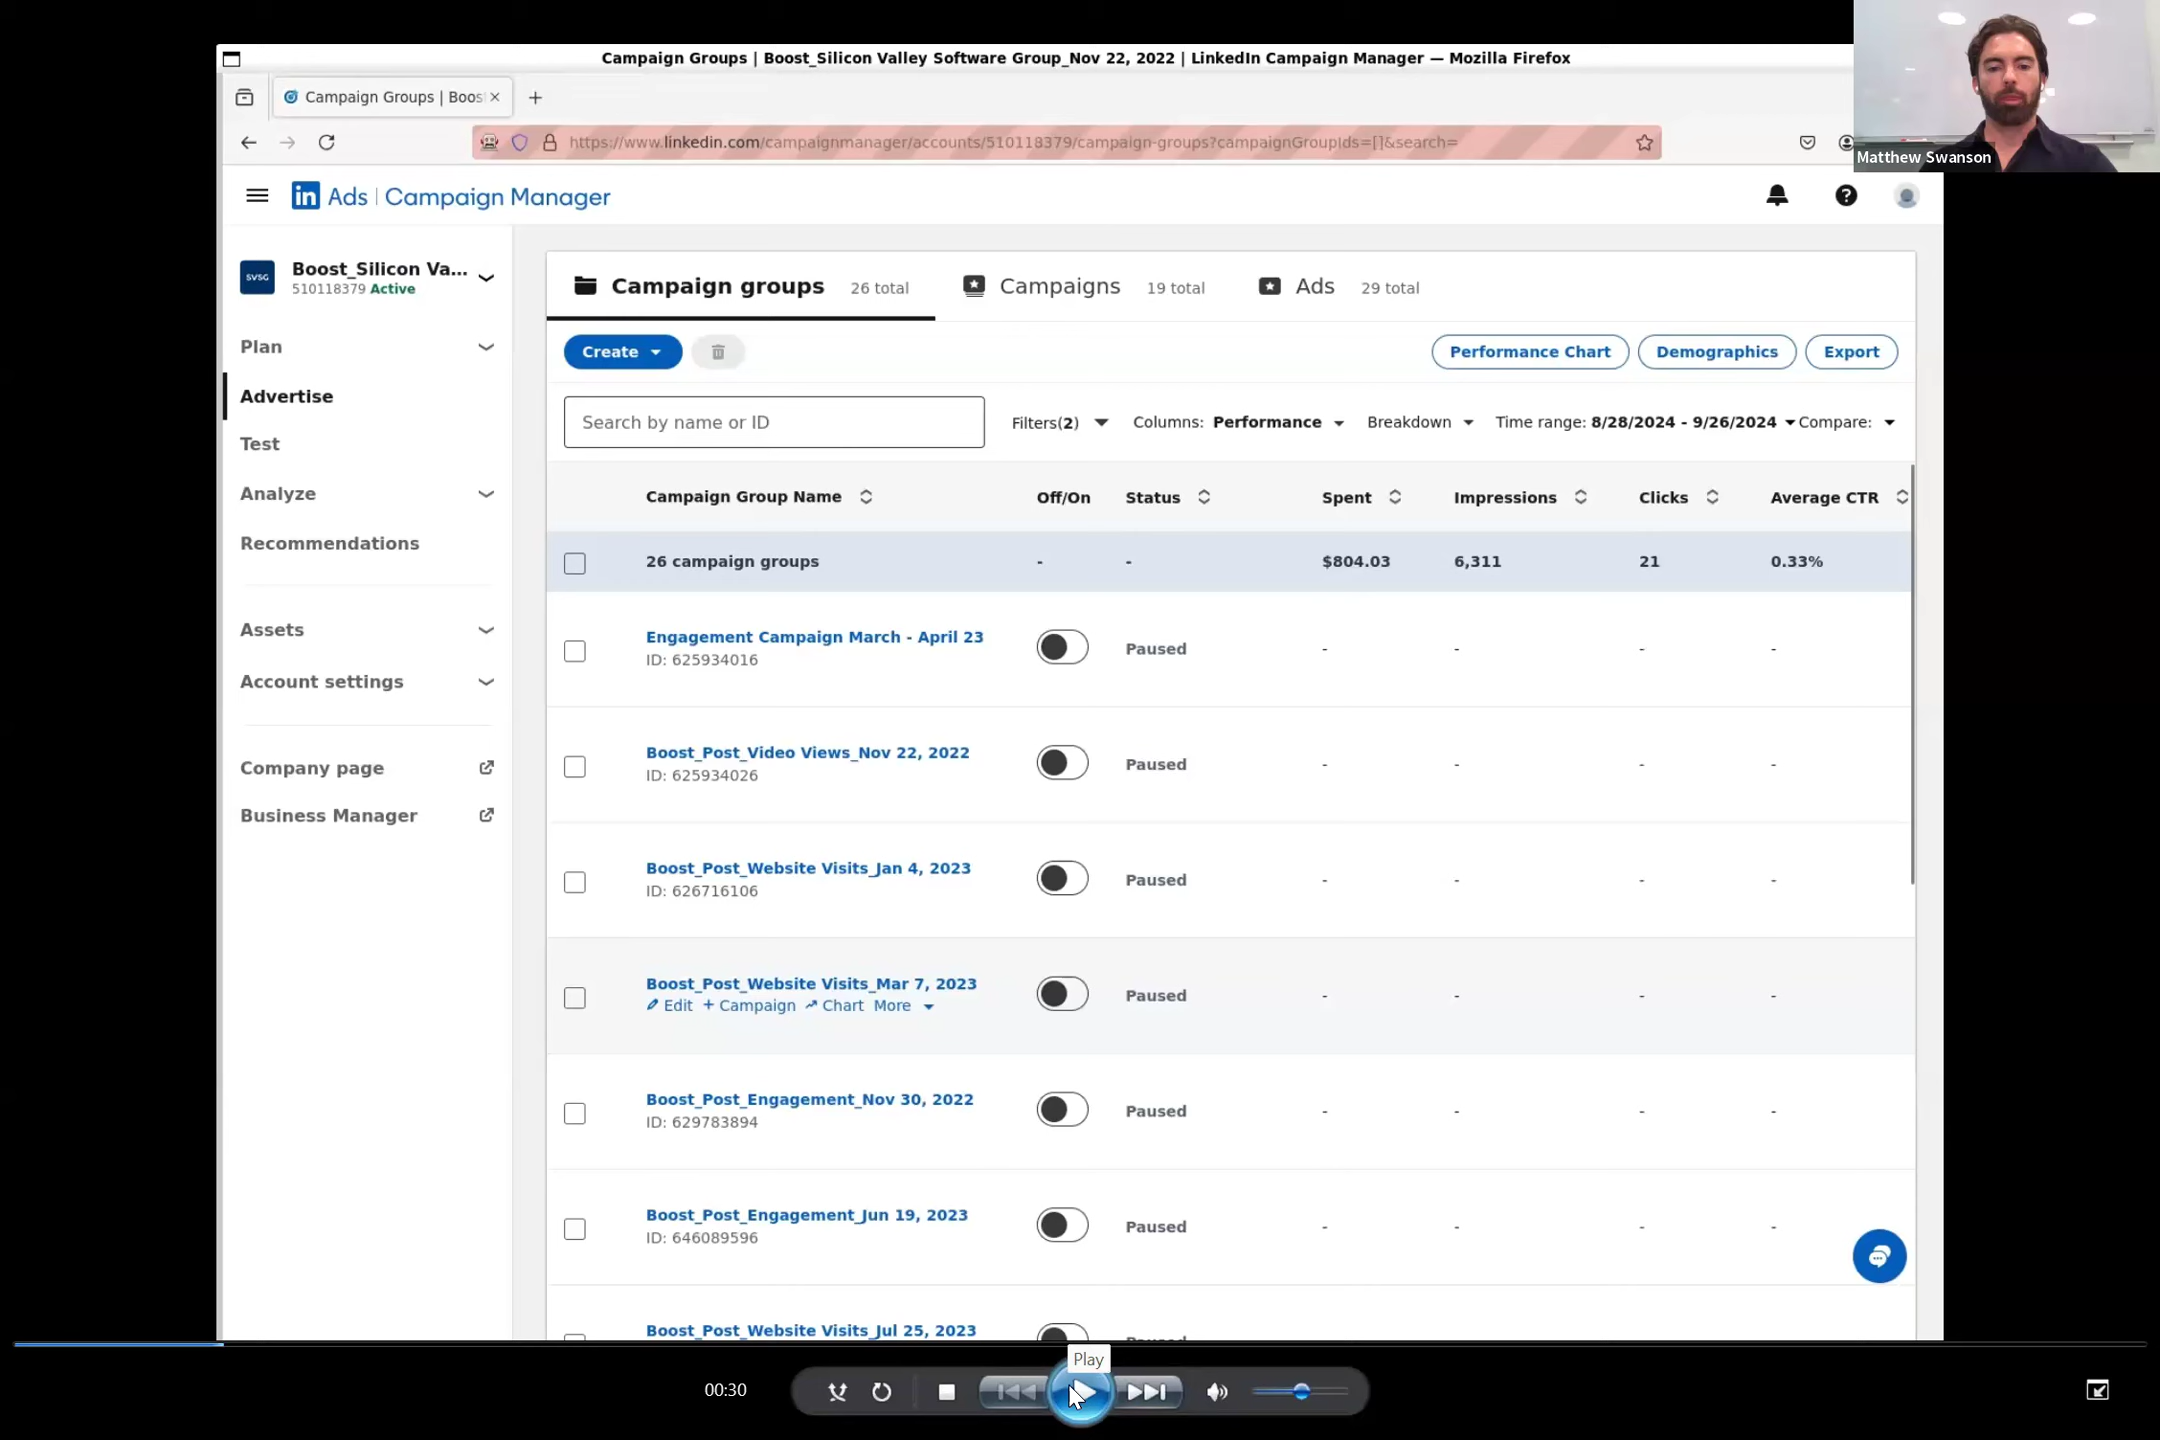 Campaign Groups | Boost_Silicon Valley Software Group_Nov 22, 2022 | LinkedIn Campaign Manager — Mozilla Firefox
Campaign Groups | Boos
https://www.linkedin.com/campaignmanager/accounts/510118379/campaign-groups?campaignGroupIds=[]&search=
Matthew Swanson
in Ads | Campaign Manager
SVSG
Boost_Silicon Va...
510118379 Active
Plan
Advertise
Test
Analyze
Recommendations
Assets
Account settings
Company page
Business Manager
Campaign groups 26 total
Campaigns 19 total
Ads 29 total
Create
Performance Chart
Demographics
Export
Search by name or ID
Filters(2)
Columns: Performance
Breakdown
Time range: 8/28/2024 - 9/26/2024
Compare:
Campaign Group Name Off/On Status Spent Impressions Clicks Average CTR
26 campaign groups - - $804.03 6,311 21 0.33%
Engagement Campaign March - April 23
ID: 625934016
Paused - - - -
Boost_Post_Video Views_Nov 22, 2022
ID: 625934026
Paused - - - -
Boost_Post_Website Visits_Jan 4, 2023
ID: 626716106
Paused - - - -
Boost_Post_Website Visits_Mar 7, 2023
Edit + Campaign Chart More
Paused - - - -
Boost_Post_Engagement_Nov 30, 2022
ID: 629783894
Paused - - - -
Boost_Post_Engagement_Jun 19, 2023
ID: 646089596
Paused - - - -
Boost_Post_Website Visits_Jul 25, 2023
Paused
Play
00:30